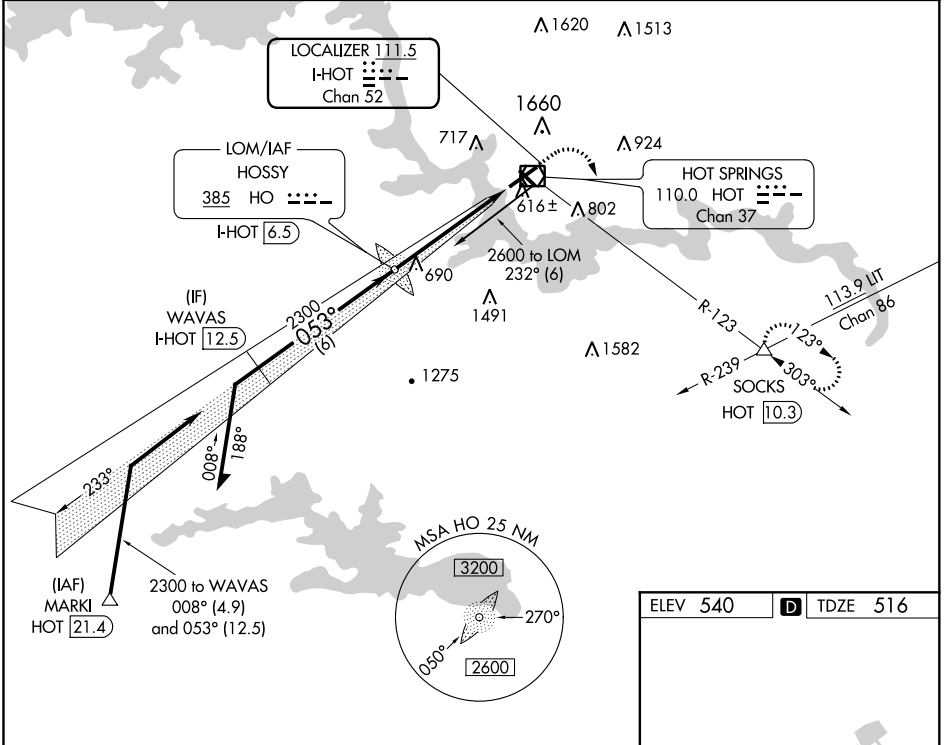 1620
1513
LOCALIZER 111.5
I-HOT
Chan 52
1660
717
924
LOM/IAF
HOSSY
385 HO
I-HOT 6.5
HOT SPRINGS
110.0 HOT
Chan 37
616 ±
802
2600 to LOM
232° (6)
690
(IF)
WAVAS
I-HOT 12.5
2300
053°
(6)
1491
R-123
113.9 LIT
Chan 86
1582
1275
123°
R-239
303°
SOCKS
HOT 10.3
008°
188°
233°
(IAF)
MARKI
HOT 21.4
2300 to WAVAS
008° (4.9)
and 053° (12.5)
MSA HO 25 NM
3200
270°
050°
2600
ELEV 540 D TDZE 516